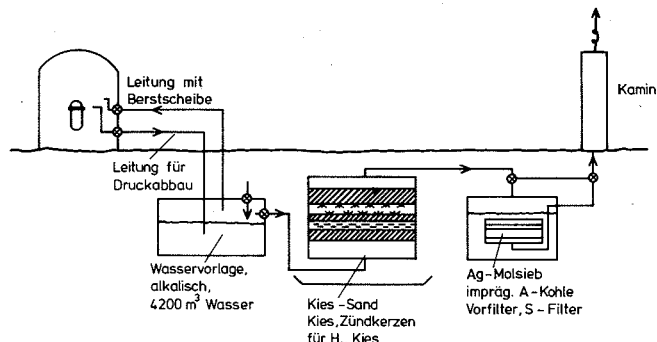 Leitung mit
Berstscheibe
Kamin
Leitung für
Druckabbau
Wasservorlage,
alkalisch,
4200 m³ Wasser
Kies - Sand
Kies, Zündkerzen
für H, Kies
Ag-Molsieb
impräg. A-Kohle
Vorfilter, S-Filter